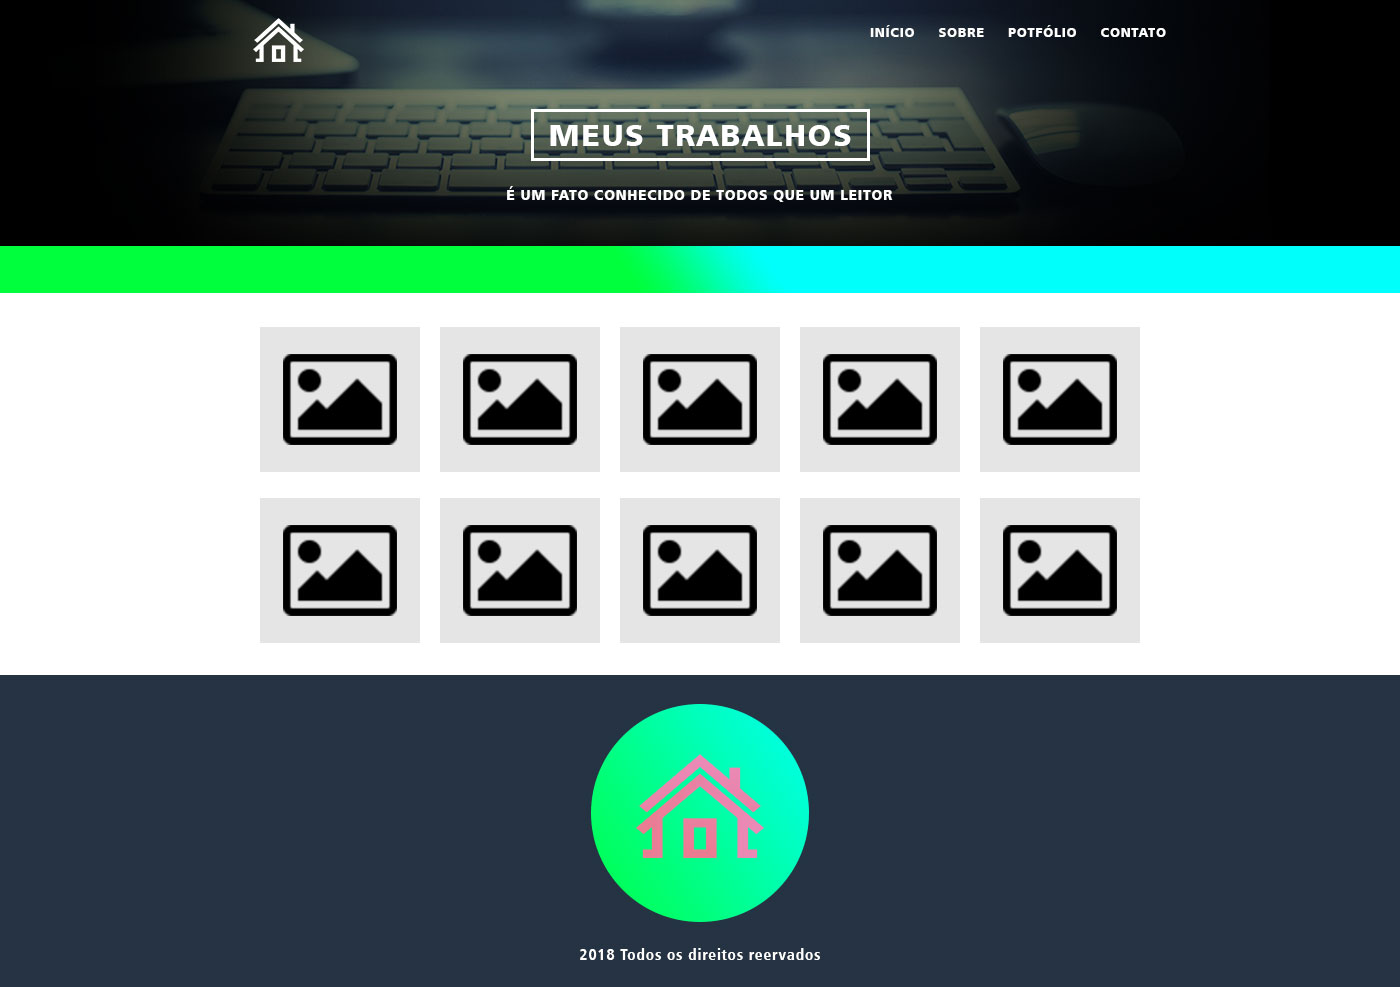 INÍCIO SOBRE POTFÓLIO CONTATO
MEUS TRABALHOS
É UM FATO CONHECIDO DE TODOS QUE UM LEITOR
2018 Todos os direitos reervados